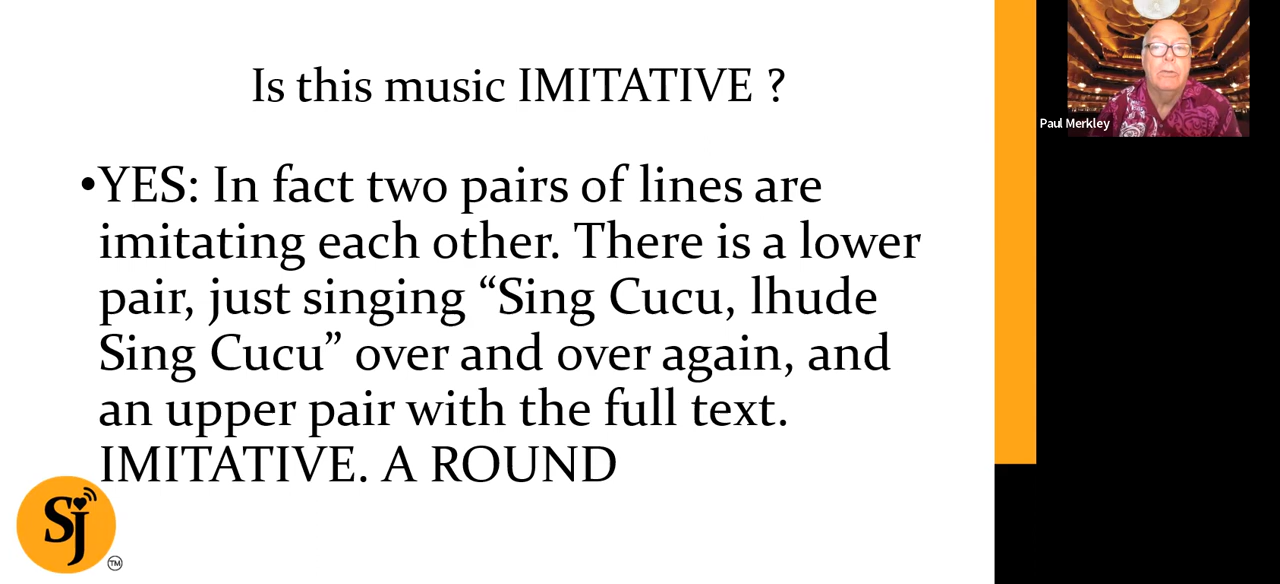 Is this music IMITATIVE ?
•YES: In fact two pairs of lines are
imitating each other. There is a lower
pair, just singing “Sing Cucu, lhude
Sing Cucu” over and over again, and
an upper pair with the full text.
IMITATIVE. A ROUND
Paul Merkley
SJ
TM